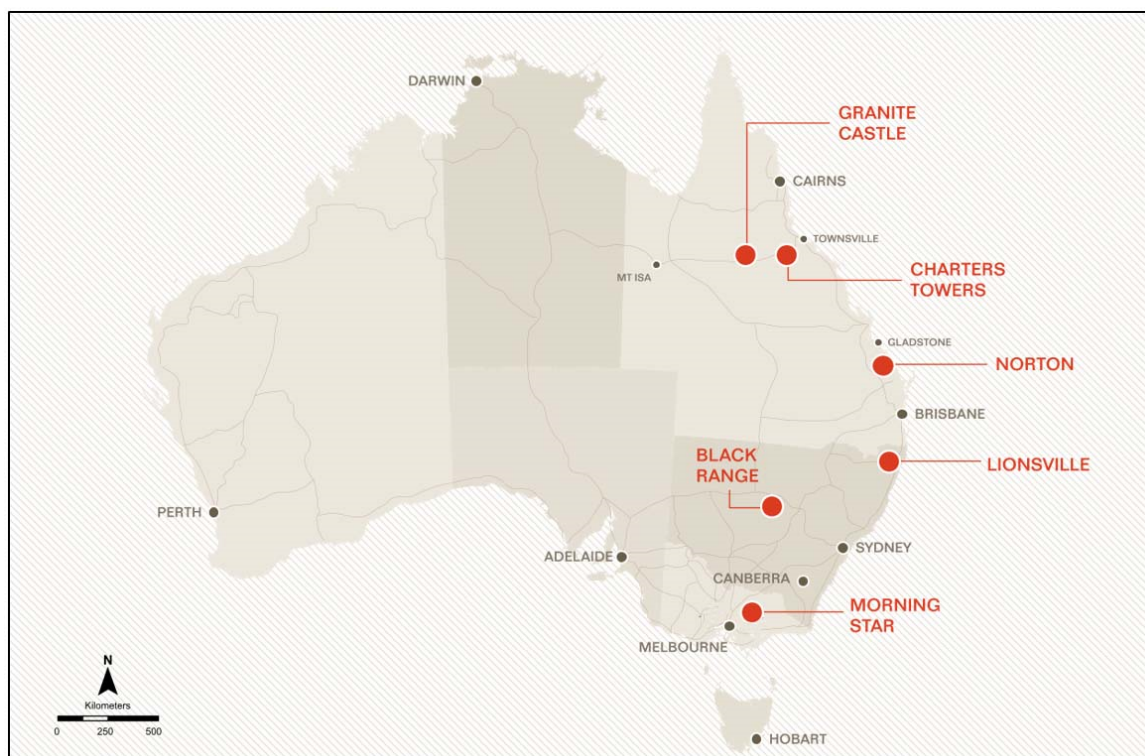 DARWIN
GRANITE
CASTLE
CAIRNS
TOWNSVILLE
MT ISA
CHARTERS
TOWERS
GLADSTONE
NORTON
BRISBANE
BLACK
RANGE
LIONSVILLE
PERTH
ADELAIDE
SYDNEY
CANBERRA
MORNING
STAR
MELBOURNE
N
Kilometers
0 250 500
HOBART